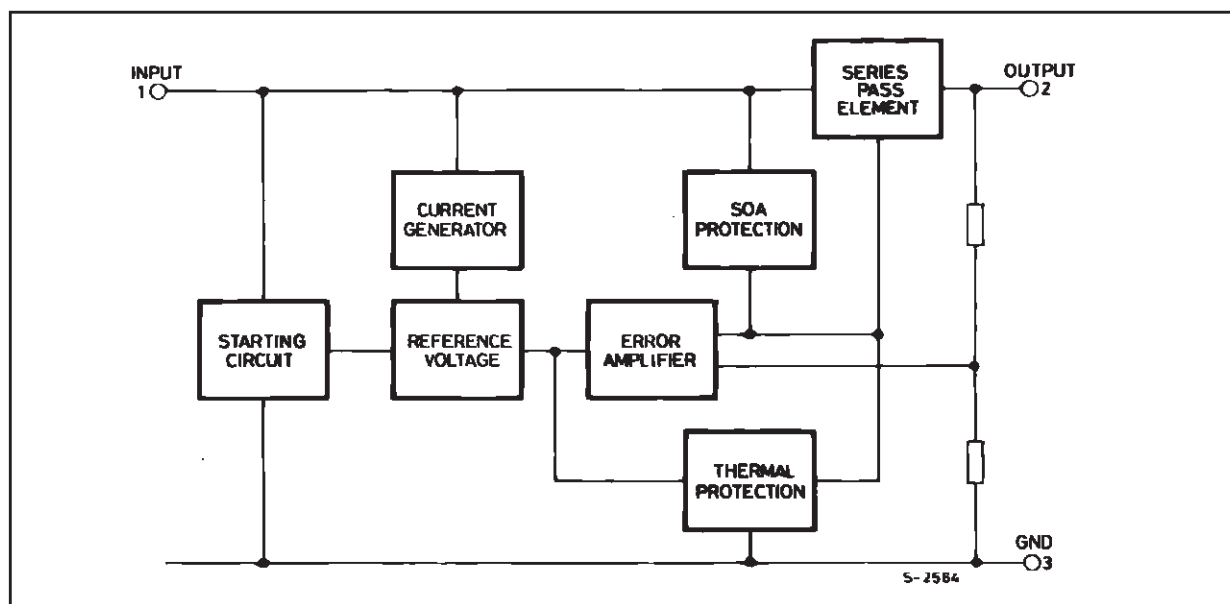 INPUT
1
SERIES
PASS
ELEMENT
OUTPUT
2
CURRENT
GENERATOR
SOA
PROTECTION
STARTING
CIRCUIT
REFERENCE
VOLTAGE
ERROR
AMPLIFIER
THERMAL
PROTECTION
GND
3
S-2564